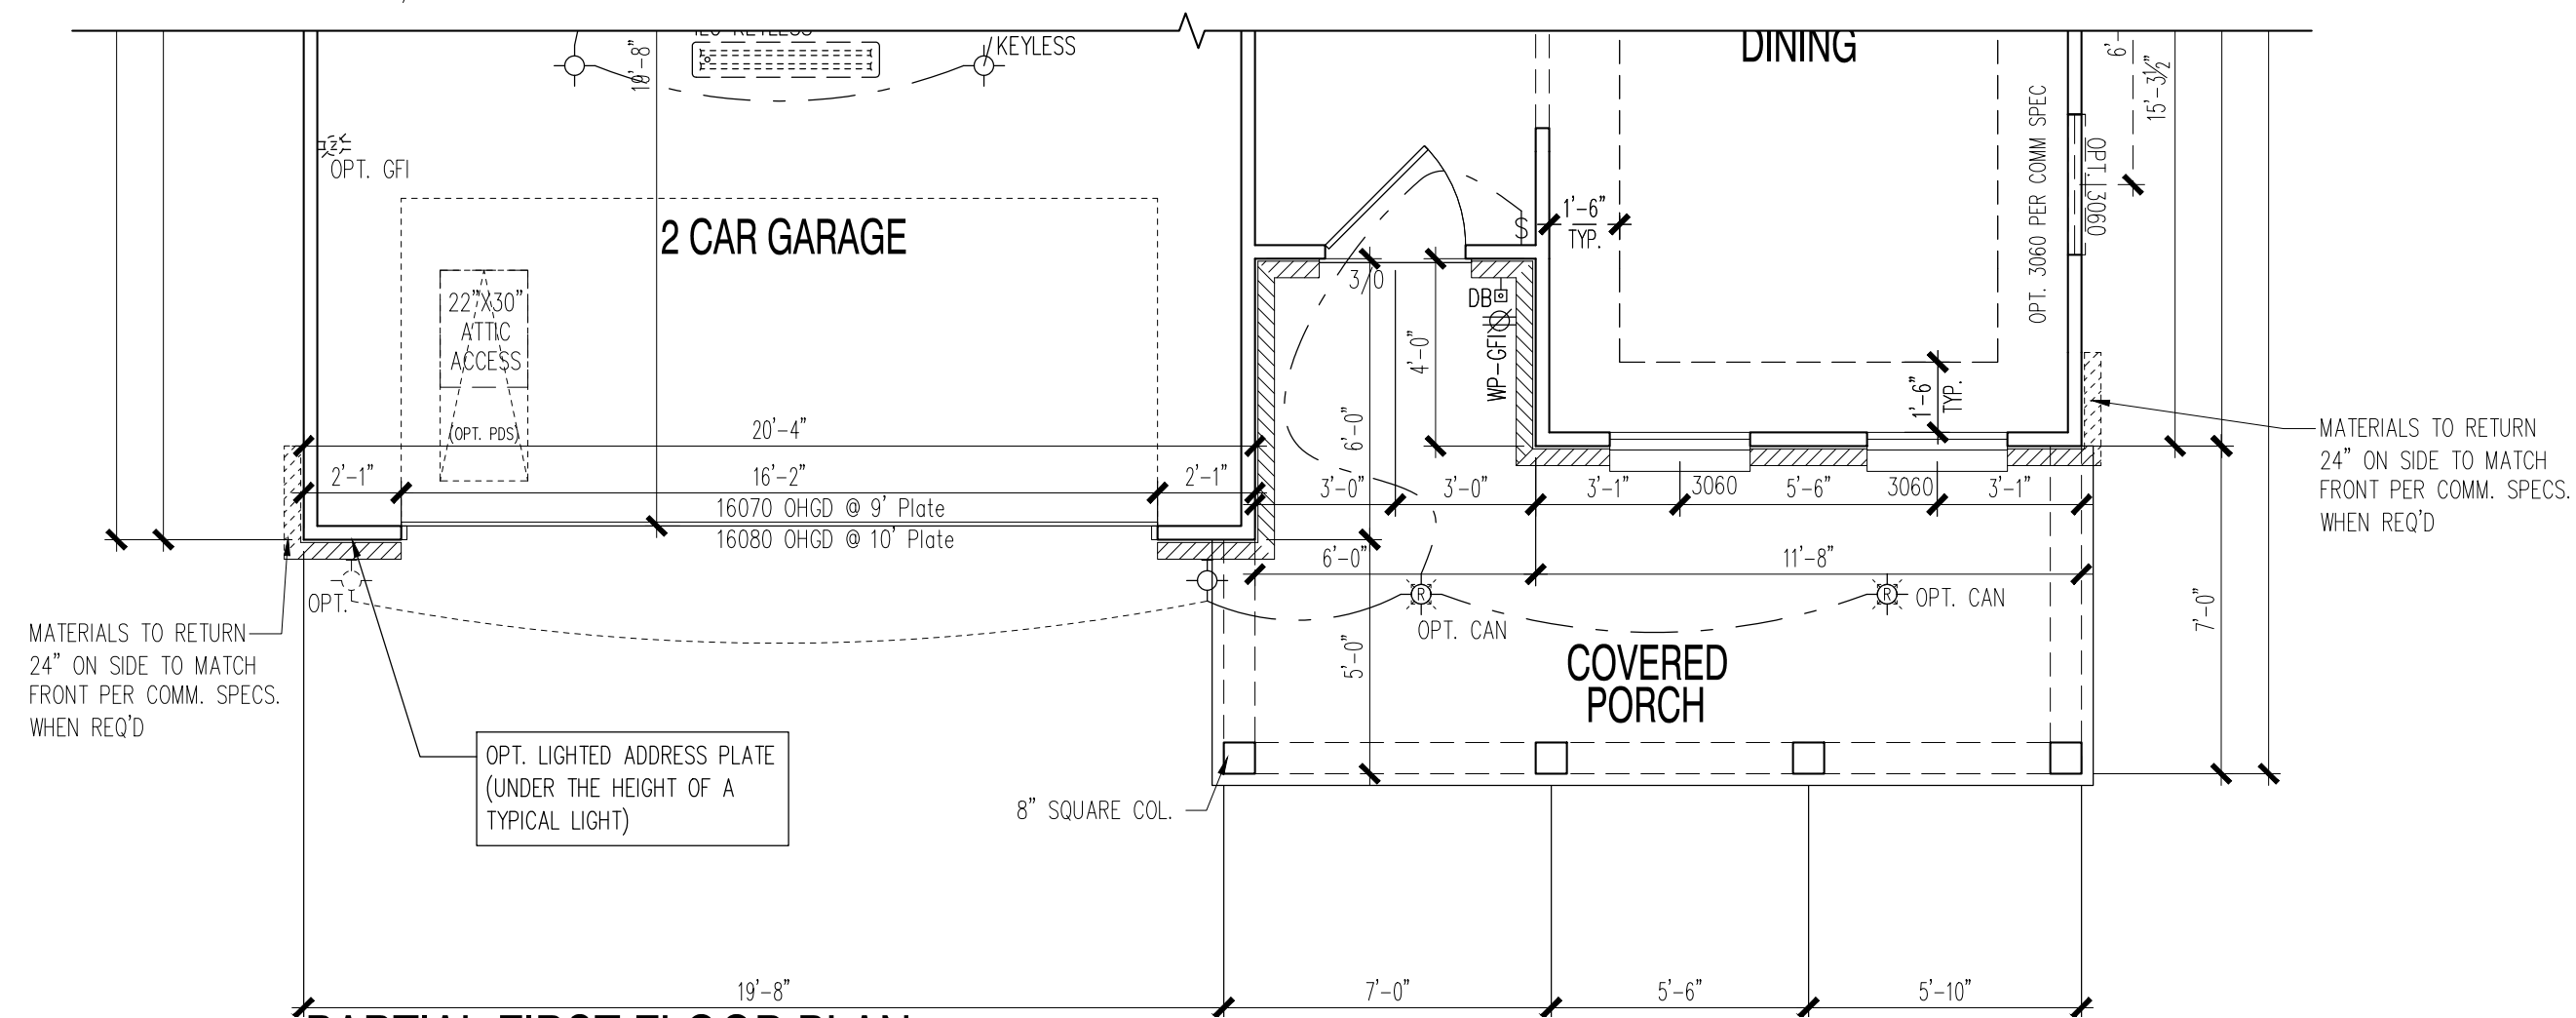 KEYLESS
19'-8"
DINING
6'-
15'-3½"
OPT. GFI
2 CAR GARAGE
S
1'-6"
TYP.
OPT. 3060 PER COMM SPEC
OPT. 3060
3/0
DB
WP-GFI
22"X30"
ATTIC
ACCESS
(OPT. PDS)
4'-0"
6'-0"
1'-6"
TYP.
20'-4"
2'-1"
16'-2"
2'-1"
3'-0"
3'-0"
3'-1"
3060
5'-6"
3060
3'-1"
16070 OHGD @ 9' Plate
16080 OHGD @ 10' Plate
MATERIALS TO RETURN
24" ON SIDE TO MATCH
FRONT PER COMM. SPECS.
WHEN REQ'D
6'-0"
11'-8"
OPT.
R
OPT. CAN
R
OPT. CAN
7'-0"
5'-0"
COVERED
PORCH
MATERIALS TO RETURN
24" ON SIDE TO MATCH
FRONT PER COMM. SPECS.
WHEN REQ'D
OPT. LIGHTED ADDRESS PLATE
(UNDER THE HEIGHT OF A
TYPICAL LIGHT)
8" SQUARE COL.
19'-8"
7'-0"
5'-6"
5'-10"
PARTIAL FIRST FLOOR PLAN